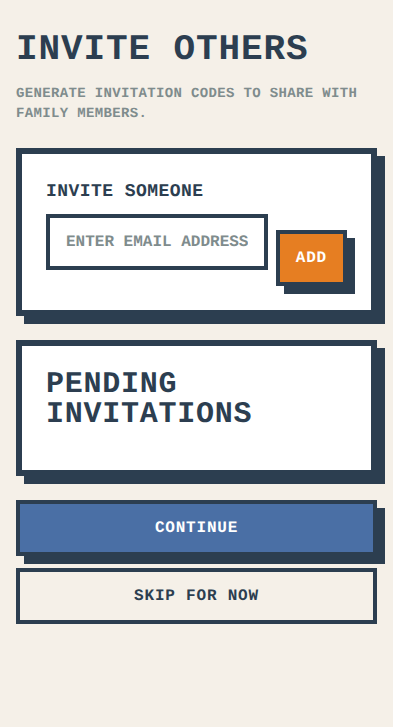 INVITE OTHERS
GENERATE INVITATION CODES TO SHARE WITH
FAMILY MEMBERS.
INVITE SOMEONE
ENTER EMAIL ADDRESS
ADD
PENDING
INVITATIONS
CONTINUE
SKIP FOR NOW